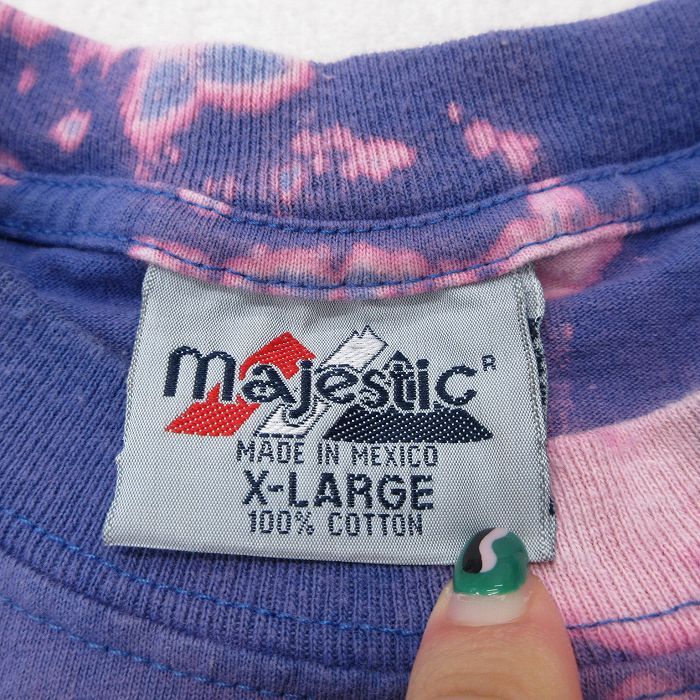 majestic®
MADE IN MEXICO
X-LARGE
100% COTTON